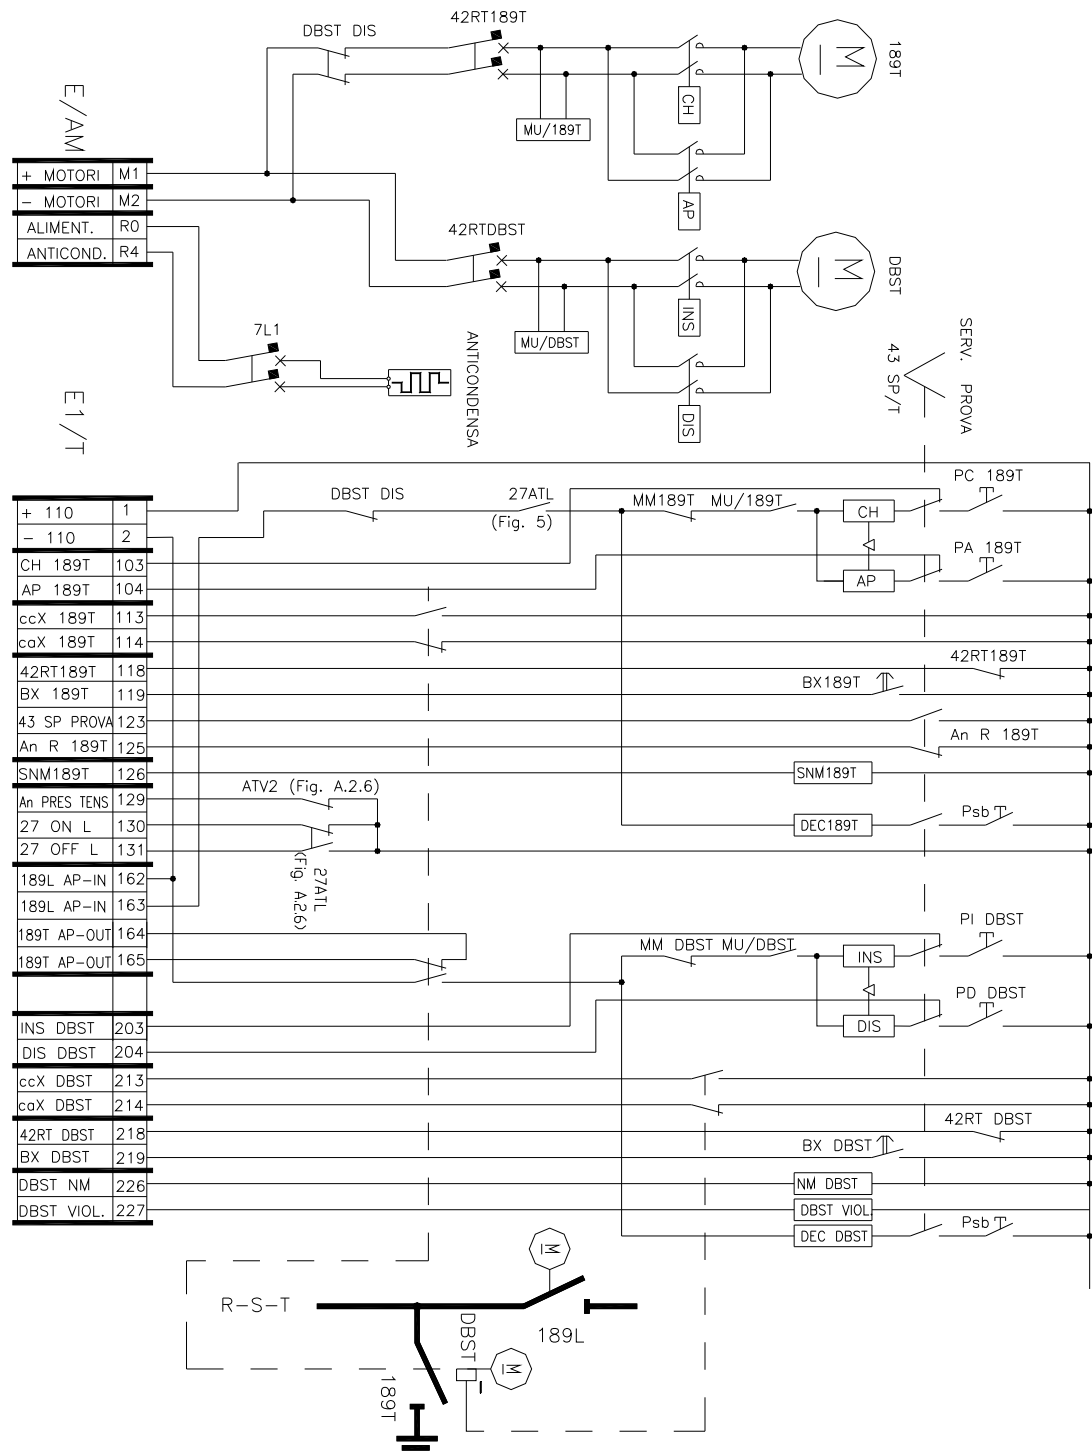 42RT189T
DBST DIS
M
189T
E/AM
CH
MU/189T
+ MOTORI M1
- MOTORI M2
ALIMENT. R0
ANTICOND. R4
AP
42RTDBST
M
DBST
INS
MU/DBST
7L1
ANTICONDENSA
SERV. PROVA
43 SP/T
DIS
E1/T
PC 189T
DBST DIS
27ATL
(Fig. 5)
MM189T MU/189T
CH
+ 110 1
- 110 2
PA 189T
CH 189T 103
AP 189T 104
AP
ccX 189T 113
caX 189T 114
42RT189T
42RT189T 118
BX189T
BX 189T 119
43 SP PROVA 123
An R 189T
An R 189T 125
SNM189T 126
SNM189T
ATV2 (Fig. A.2.6)
An PRES TENS 129
Psb
27 ON L 130
DEC189T
27 OFF L 131
27ATL
(Fig. A.2.6)
189L AP-IN 162
189L AP-IN 163
PI DBST
189T AP-OUT 164
MM DBST MU/DBST
INS
189T AP-OUT 165
PD DBST
INS DBST 203
DIS
DIS DBST 204
ccX DBST 213
caX DBST 214
42RT DBST
42RT DBST 218
BX DBST
BX DBST 219
DBST NM 226
NM DBST
DBST VIOL. 227
DBST VIOL.
Psb
DEC DBST
M
R-S-T
189L
DBST
M
189T